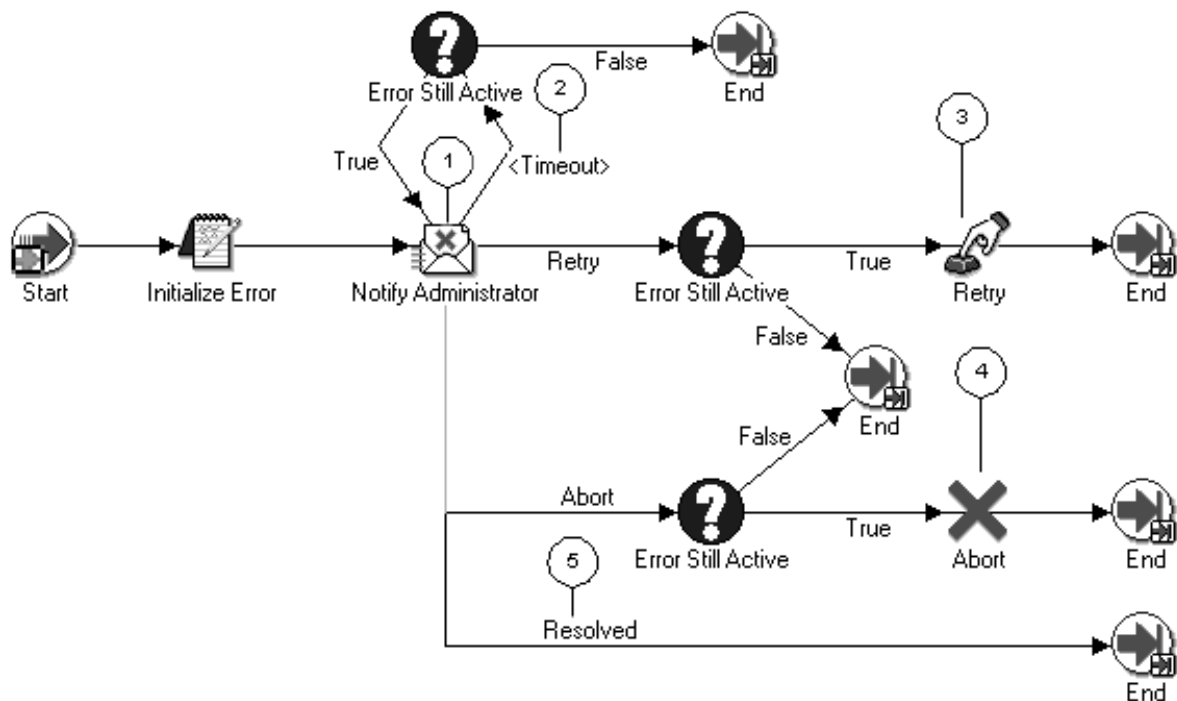 False
Error Still Active
2
End
3
True
1
<Timeout>
Retry
True
Start
Initialize Error
Notify Administrator
Error Still Active
Retry
End
False
4
End
False
Abort
True
5
Error Still Active
Abort
End
Resolved
End